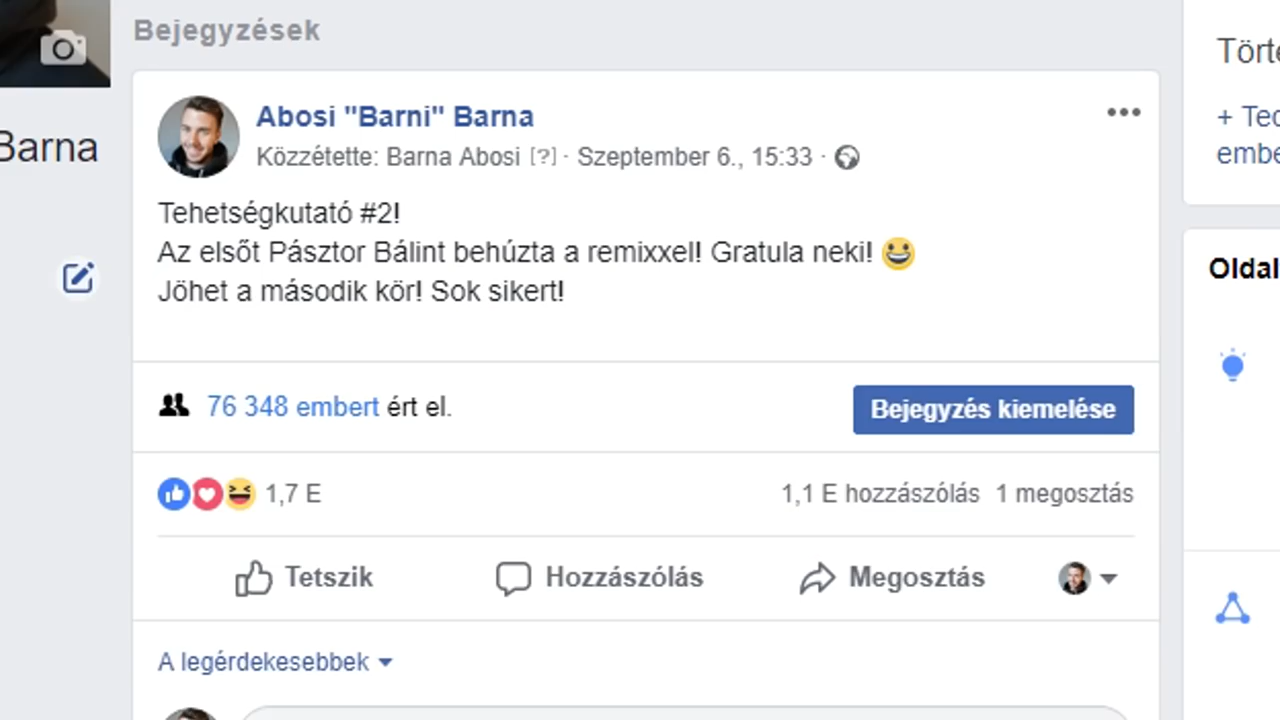 Bejegyzések
Barna
Abosi "Barni" Barna
Közzétette: Barna Abosi [?] · Szeptember 6., 15:33 ·
Tehetségkutató #2!
Az elsőt Pásztor Bálint behúzta a remixxel! Gratula neki! 😀
Jöhet a második kör! Sok sikert!
76 348 embert ért el.
Bejegyzés kiemelése
1,7 E
1,1 E hozzászólás 1 megosztás
Tetszik
Hozzászólás
Megosztás
A legérdekesebbek
Oldal